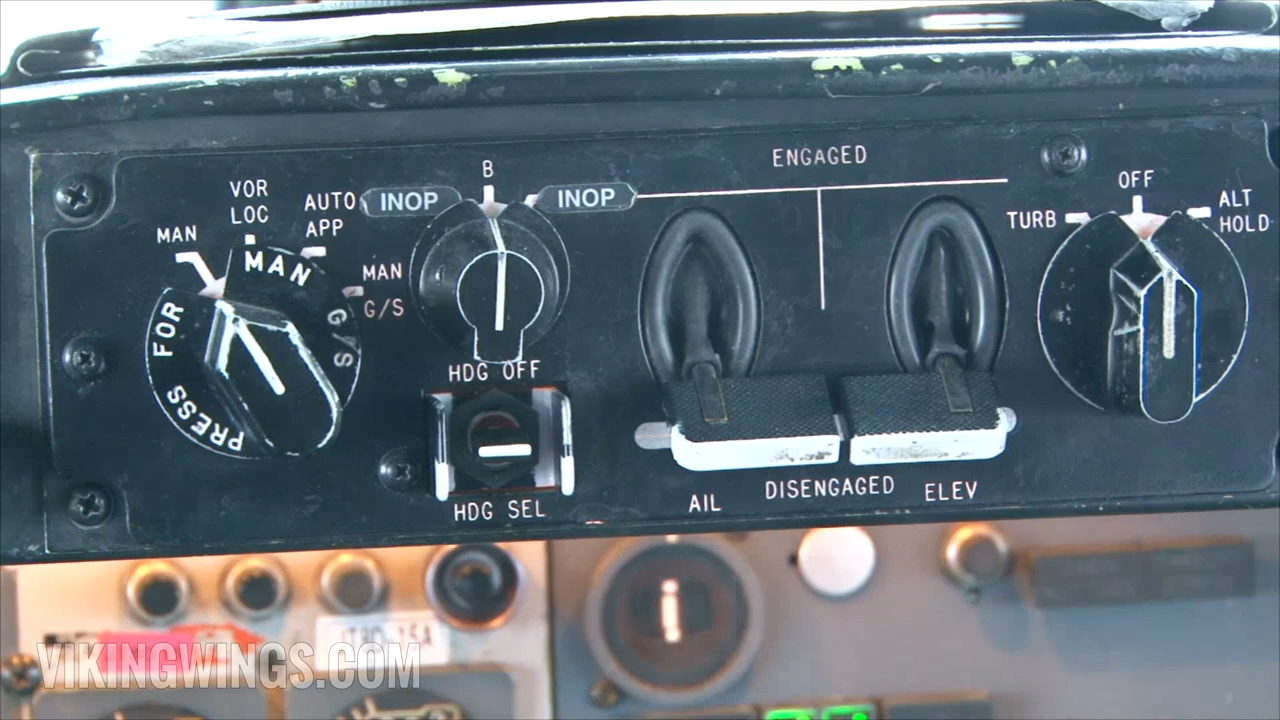 ENGAGED
B
OFF
VOR
LOC
AUTO
APP
INOP
INOP
TURB
ALT
HOLD
MAN
MAN
MAN
G/S
G/S
PRESS FOR
HDG OFF
HDG SEL
AIL
DISENGAGED
ELEV
VIKINGWINGS.COM